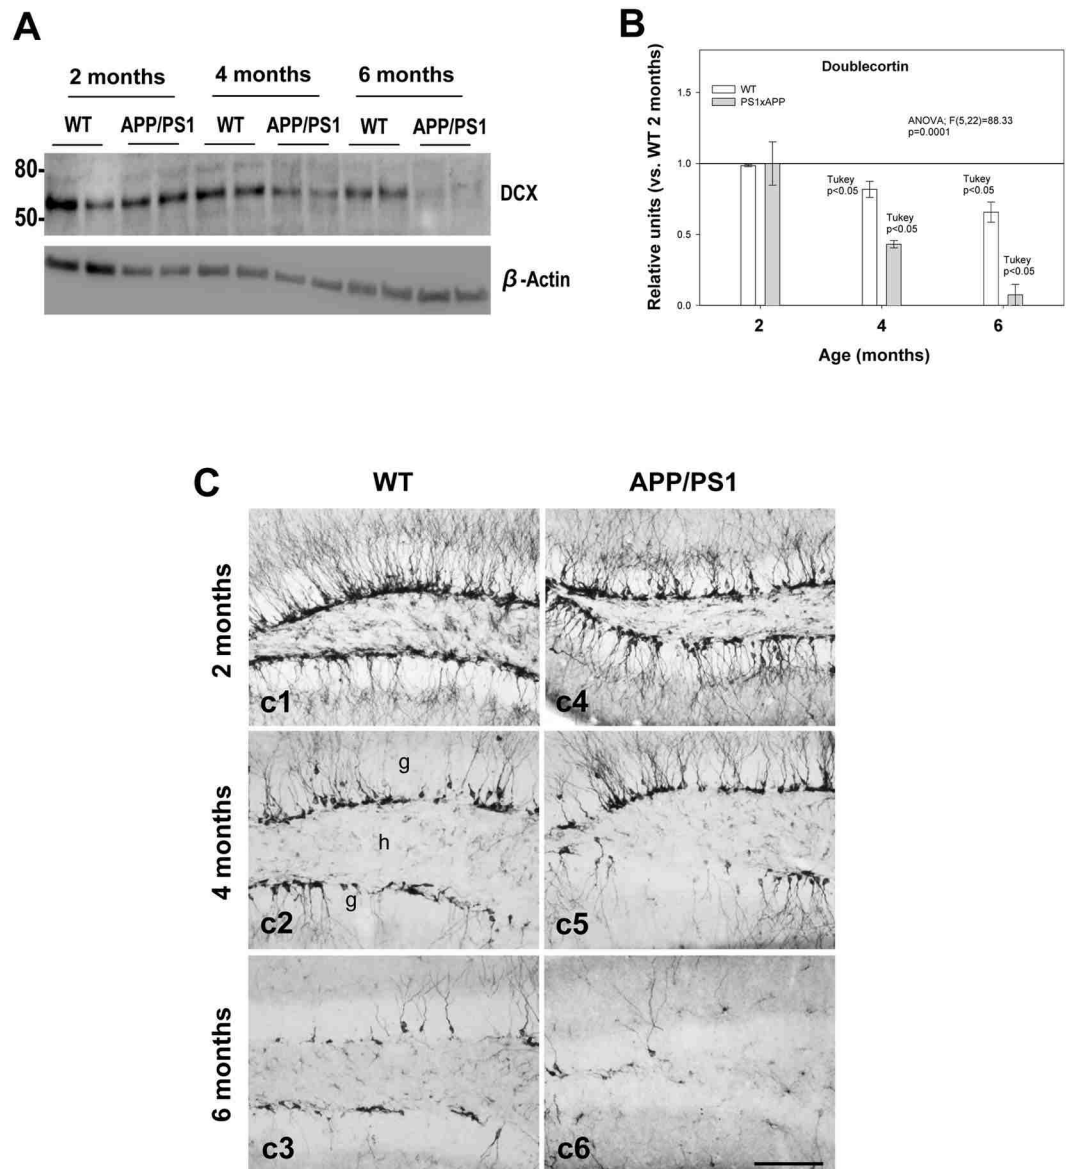 A
2 months 4 months 6 months
WT APP/PS1 WT APP/PS1 WT APP/PS1
80
50
DCX
β-Actin
B
Doublecortin
WT
PS1xAPP
ANOVA; F(5,22)=88.33
p=0.0001
Relative units (vs. WT 2 months)
1.5
1.0
0.5
0.0
Tukey
p<0.05
Tukey
p<0.05
Tukey
p<0.05
Tukey
p<0.05
2 4 6
Age (months)
C
WT APP/PS1
2 months
c1 c4
4 months
g
h
g
c2 c5
6 months
c3 c6